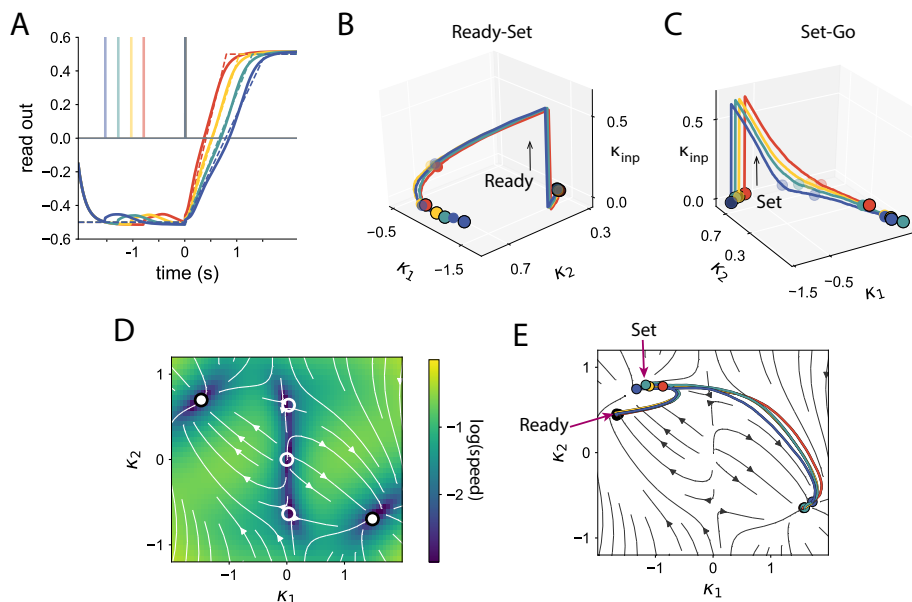 A
0.6
0.4
0.2
0.0
−0.2
−0.4
−0.6
read out
−1
0
1
time (s)
B
Ready-Set
0.5
κinp
0.0
Ready
−0.5
κ1
−1.5
0.7
κ2
0.3
C
Set-Go
0.5
κinp
0.0
Set
0.7
κ2
0.3
−1.5
−0.5
κ1
D
1
0
−1
κ2
−1
0
1
κ1
−1
−2
log(speed)
E
Set
Ready
1
0
−1
κ2
−1
0
1
κ1